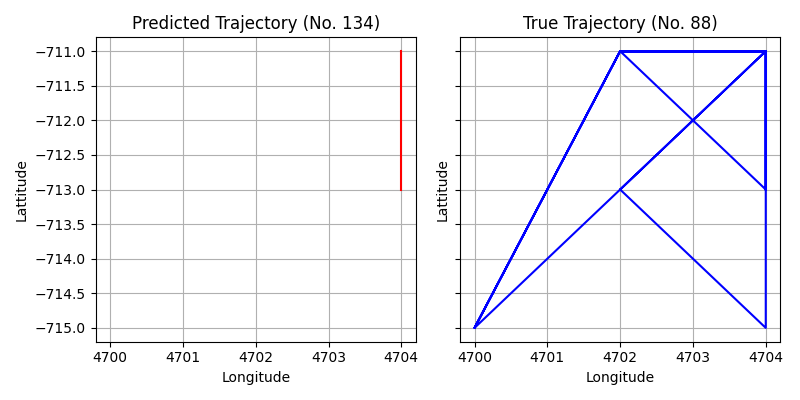 Predicted Trajectory (No. 134)
Lattitude
−711.0
−711.5
−712.0
−712.5
−713.0
−713.5
−714.0
−714.5
−715.0
4700 4701 4702 4703 4704
Longitude
True Trajectory (No. 88)
Lattitude
4700 4701 4702 4703 4704
Longitude